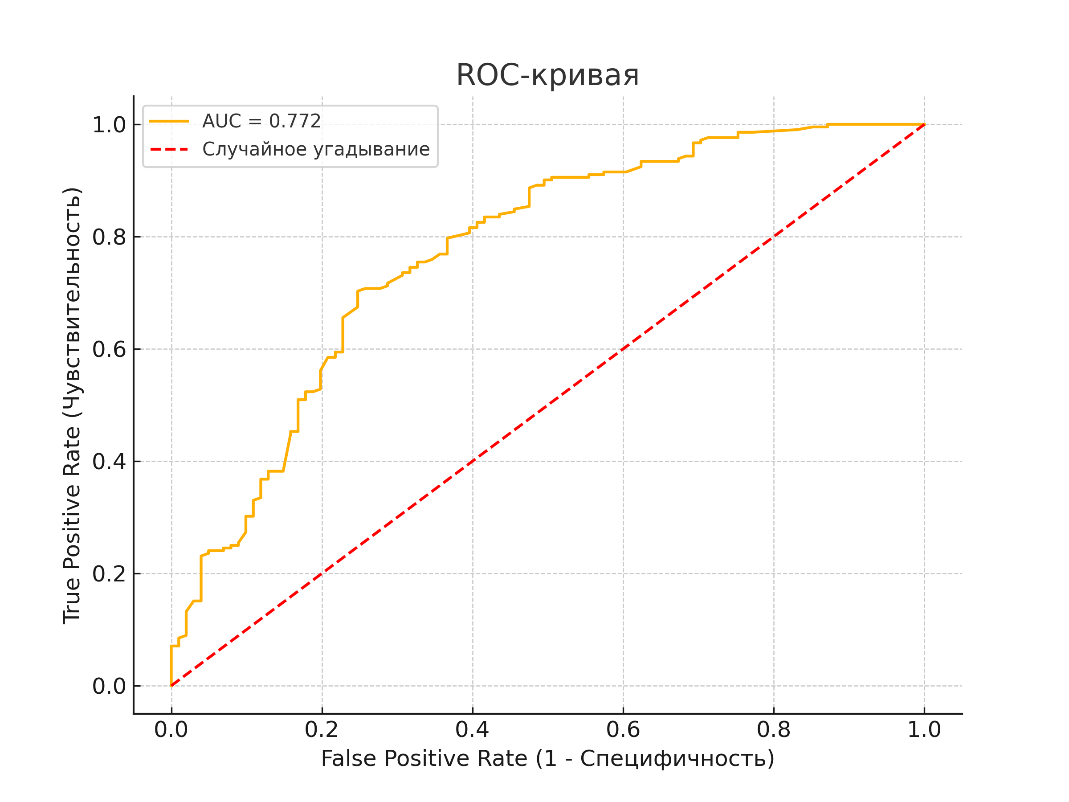 ROC-кривая
AUC = 0.772
Случайное угадывание
True Positive Rate (Чувствительность)
1.0
0.8
0.6
0.4
0.2
0.0
0.0 0.2 0.4 0.6 0.8 1.0
False Positive Rate (1 - Специфичность)